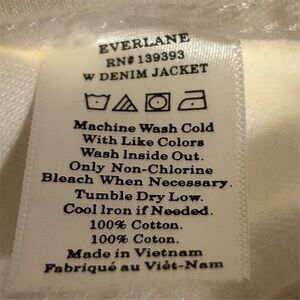 EVERLANE
RN# 139393
W DENIM JACKET
Machine Wash Cold
With Like Colors
Wash Inside Out.
Only Non-Chlorine
Bleach When Necessary.
Tumble Dry Low.
Cool Iron if Needed.
100% Cotton.
100% Coton.
Made in Vietnam
Fabriqué au Viêt-Nam